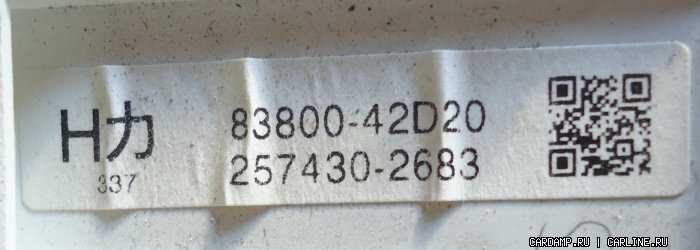 Hカ
337
83800-42D20
257430-2683
CARDAMP.RU | CARLINE.RU